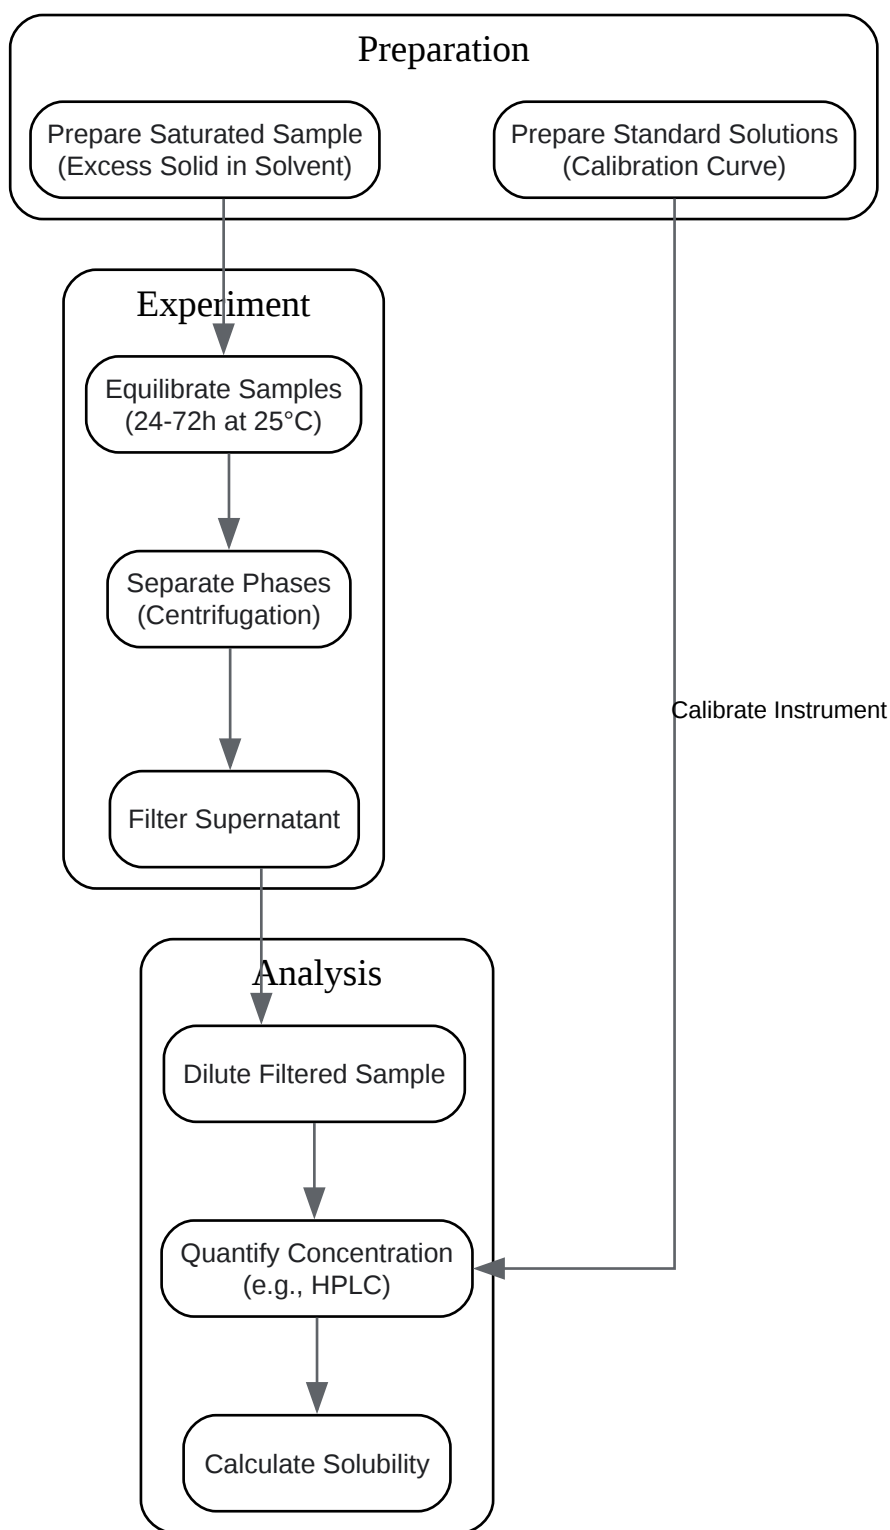 Preparation
Prepare Saturated Sample
(Excess Solid in Solvent)
Prepare Standard Solutions
(Calibration Curve)
Experiment
Equilibrate Samples
(24-72h at 25°C)
Separate Phases
(Centrifugation)
Calibrate Instrument
Filter Supernatant
Analysis
Dilute Filtered Sample
Quantify Concentration
(e.g., HPLC)
Calculate Solubility